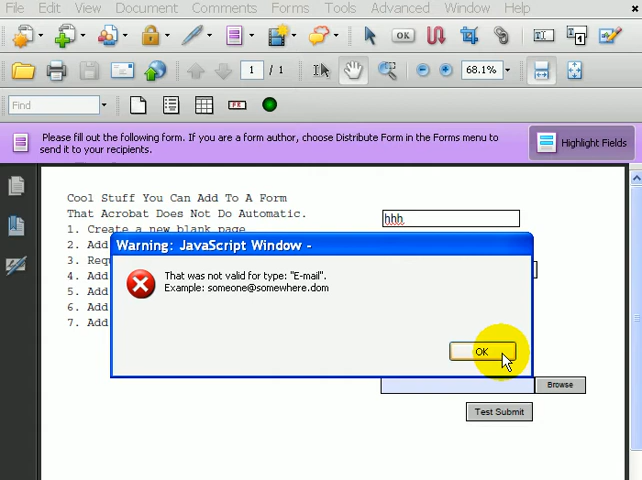 File Edit View Document Comments Forms Tools Advanced Window Help
OK
1 / 1 68.1%
Find
Please fill out the following form. If you are a form author, choose Distribute Form in the Forms menu to
send it to your recipients.
Highlight Fields
Cool Stuff You Can Add To A Form
That Acrobat Does Not Do Automatic.
hhh
1. Create a new blank page
2. Add
3. Requ
4. Add
5. Add
6. Add
7. Add
Warning: JavaScript Window -
That was not valid for type: "E-mail".
Example: someone@somewhere.dom
OK
Browse
Test Submit